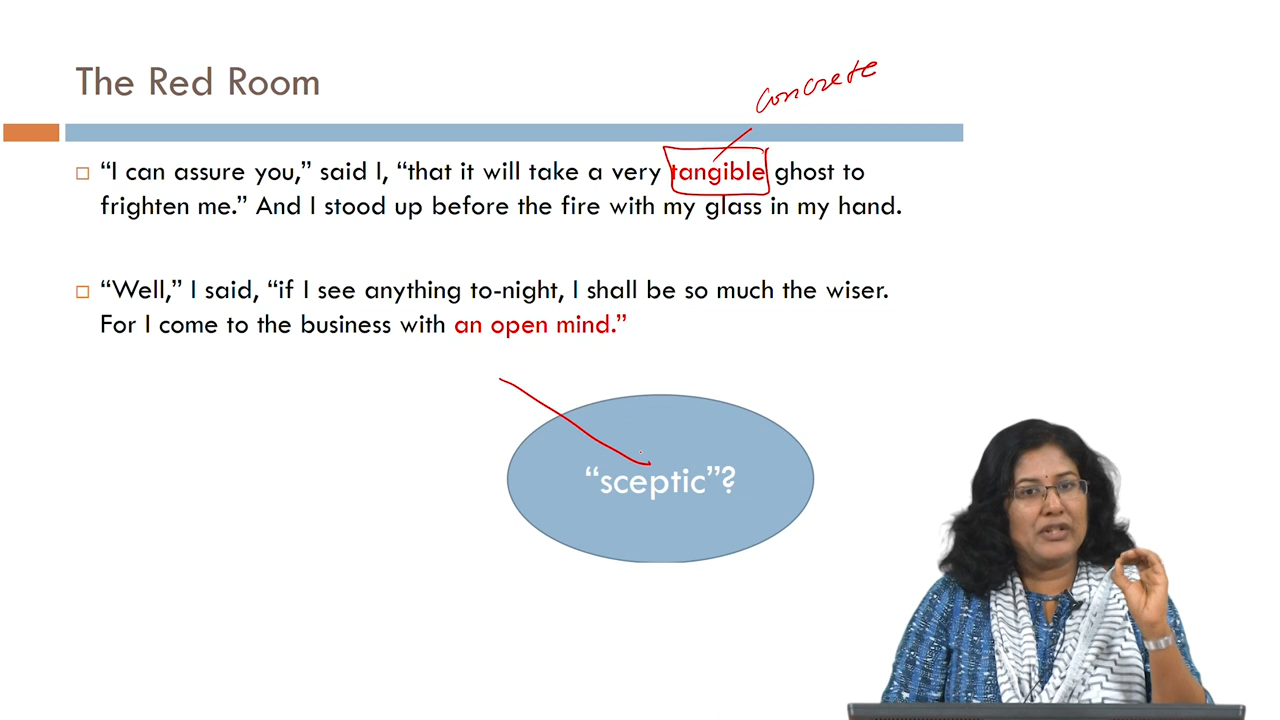 The Red Room
concrete
“I can assure you,” said I, “that it will take a very tangible ghost to
frighten me.” And I stood up before the fire with my glass in my hand.
“Well,” I said, “if I see anything to-night, I shall be so much the wiser.
For I come to the business with an open mind.”
“sceptic”?